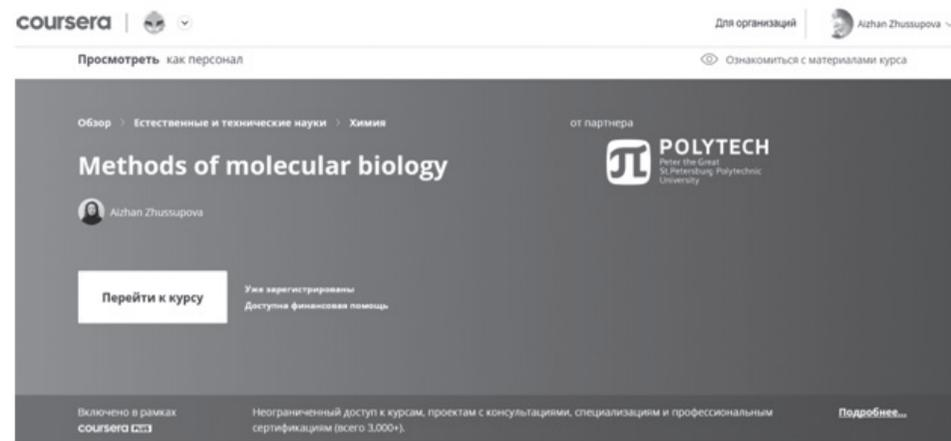 coursera
Для организаций
Aizhan Zhussupova
Просмотреть как персонал
Ознакомиться с материалами курса
Обзор > Естественные и технические науки > Химия
от партнера
Methods of molecular biology
POLYTECH
Peter the Great
St.Petersburg Polytechnic
University
Aizhan Zhussupova
Перейти к курсу
Уже зарегистрированы
Доступна финансовая помощь
Включено в рамках
coursera PLUS
Неограниченный доступ к курсам, проектам с консультациями, специализациям и профессиональным
сертификациям (всего 3,000+).
Подробнее...